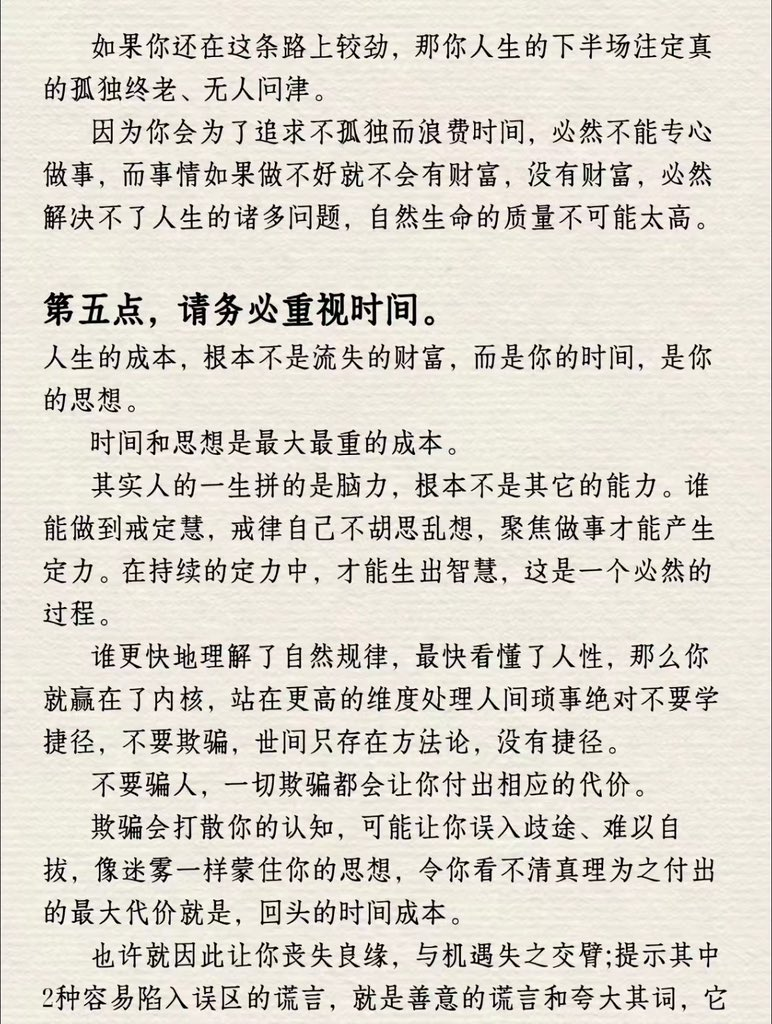 如果你还在这条路上较劲，那你人生的下半场注定真
的孤独终老、无人问津。
因为你会为了追求不孤独而浪费时间，必然不能专心
做事，而事情如果做不好就不会有财富，没有财富，必然
解决不了人生的诸多问题，自然生命的质量不可能太高。
第五点，请务必重视时间。
人生的成本，根本不是流失的财富，而是你的时间，是你
的思想。
时间和思想是最大最重的成本。
其实人的一生拼的是脑力，根本不是其它的能力。谁
能做到戒定慧，戒律自己不胡思乱想，聚焦做事才能产生
定力。在持续的定力中，才能生出智慧，这是一个必然的
过程。
谁更快地理解了自然规律，最快看懂了人性，那么你
就赢在了内核，站在更高的维度处理人间琐事绝对不要学
捷径，不要欺骗，世间只存在方法论，没有捷径。
不要骗人，一切欺骗都会让你付出相应的代价。
欺骗会打散你的认知，可能让你误入歧途、难以自
拔，像迷雾一样蒙住你的思想，令你看不清真理为之付出
的最大代价就是，回头的时间成本。
也许就因此让你丧失良缘，与机遇失之交臂;提示其中
2种容易陷入误区的谎言，就是善意的谎言和夸大其词，它